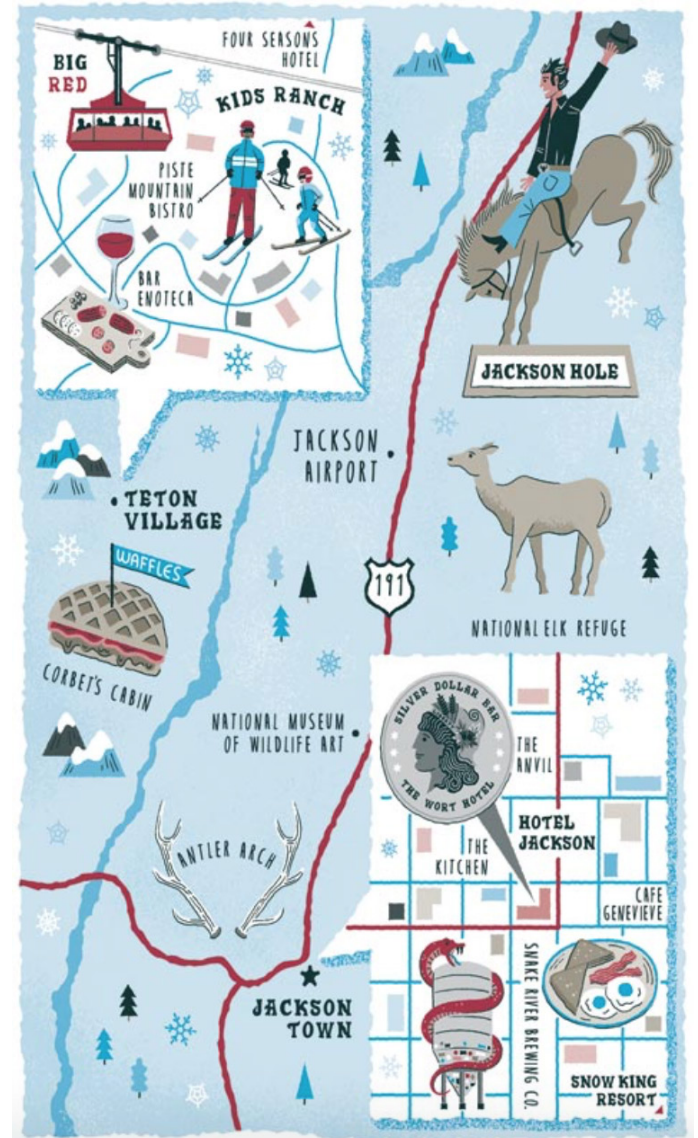 FOUR SEASONS
HOTEL
BIG
RED
KIDS RANCH
PISTE
MOUNTAIN
BISTRO
BAR
ENOTECA
JACKSON HOLE
JACKSON
AIRPORT
TETON
VILLAGE
WAFFLES
CORBET'S CABIN
191
NATIONAL ELK REFUGE
NATIONAL MUSEUM
OF WILDLIFE ART
SILVER DOLLAR BAR
THE WORT HOTEL
THE
ANVIL
HOTEL
JACKSON
THE
KITCHEN
CAFE
GENEVIEVE
ANTLER ARCH
JACKSON
TOWN
SNAKE RIVER BREWING CO.
SNOW KING
RESORT